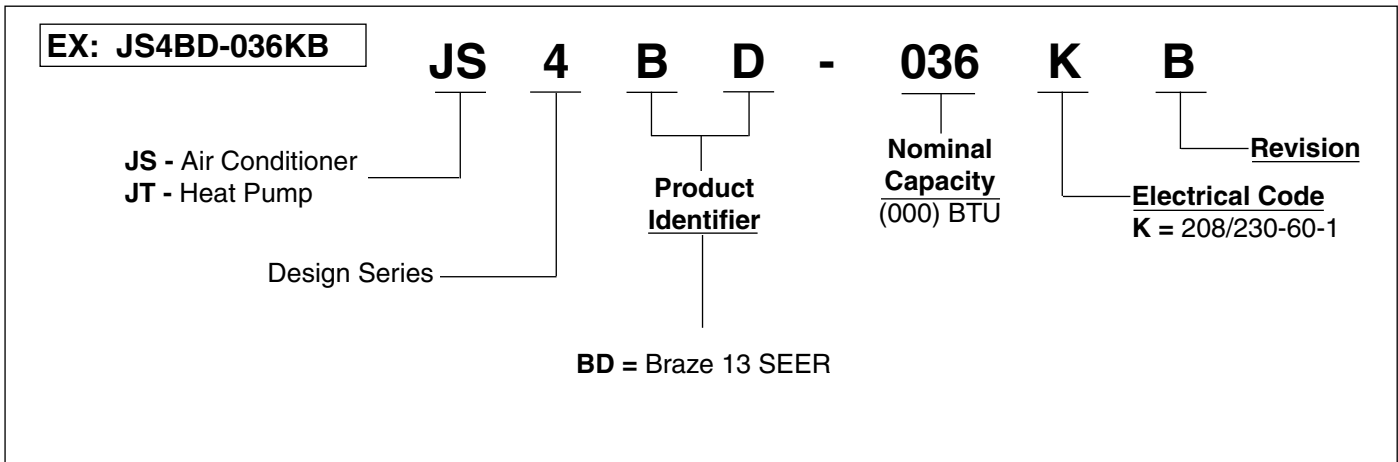 EX: JS4BD-036KB
JS 4 B D - 036 K B
JS - Air Conditioner
JT - Heat Pump
Design Series
Product
Identifier
BD = Braze 13 SEER
Nominal
Capacity
(000) BTU
Revision
Electrical Code
K = 208/230-60-1